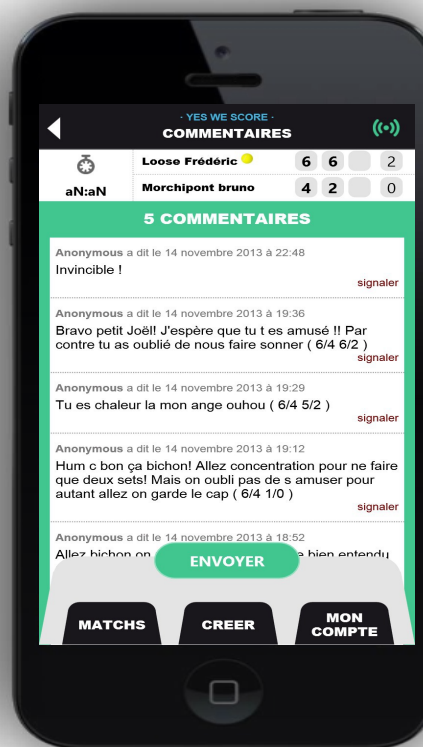 - YES WE SCORE -
COMMENTAIRES
Loose Frédéric 6 6 2
aN:aN
Morchipont bruno 4 2 0
5 COMMENTAIRES
Anonymous a dit le 14 novembre 2013 à 22:48
Invincible !
signaler
Anonymous a dit le 14 novembre 2013 à 19:36
Bravo petit Joël! J'espère que tu t es amusé !! Par
contre tu as oublié de nous faire sonner ( 6/4 6/2 )
signaler
Anonymous a dit le 14 novembre 2013 à 19:29
Tu es chaleur la mon ange ouhou ( 6/4 5/2 )
signaler
Anonymous a dit le 14 novembre 2013 à 19:12
Hum c bon ça bichon! Allez concentration pour ne faire
que deux sets! Mais on oubli pas de s amuser pour
autant allez on garde le cap ( 6/4 1/0 )
signaler
Anonymous a dit le 14 novembre 2013 à 18:52
Allez bichon on bien entendu
ENVOYER
MATCHS
CREER
MON
COMPTE